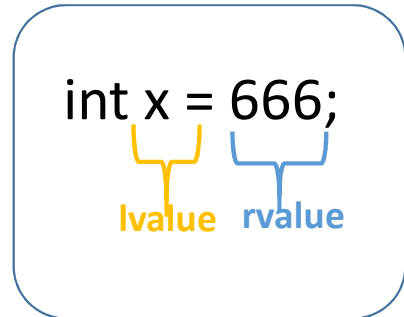 int x = 666;
lvalue rvalue